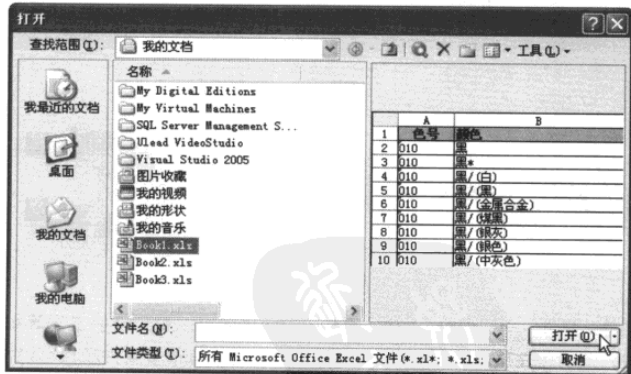 打开
查找范围(I): 我的文档 工具(L)
我最近的文档
桌面
我的文档
我的电脑
名称
My Digital Editions
My Virtual Machines
SQL Server Management S...
Ulead VideoStudio
Visual Studio 2005
图片收藏
我的视频
我的形状
我的音乐
Book1.xls
Book2.xls
Book3.xls
A B
1 色号 颜色
2 010 黑
3 010 黑*
4 010 黑/(白)
5 010 黑/(黑)
6 010 黑/(金属合金)
7 010 黑/(煤黑)
8 010 黑/(银灰)
9 010 黑/(银色)
10 010 黑/(中灰色)
文件名(N): 打开(O)
文件类型(T): 所有 Microsoft Office Excel 文件(*.xl*; *.xls; 取消